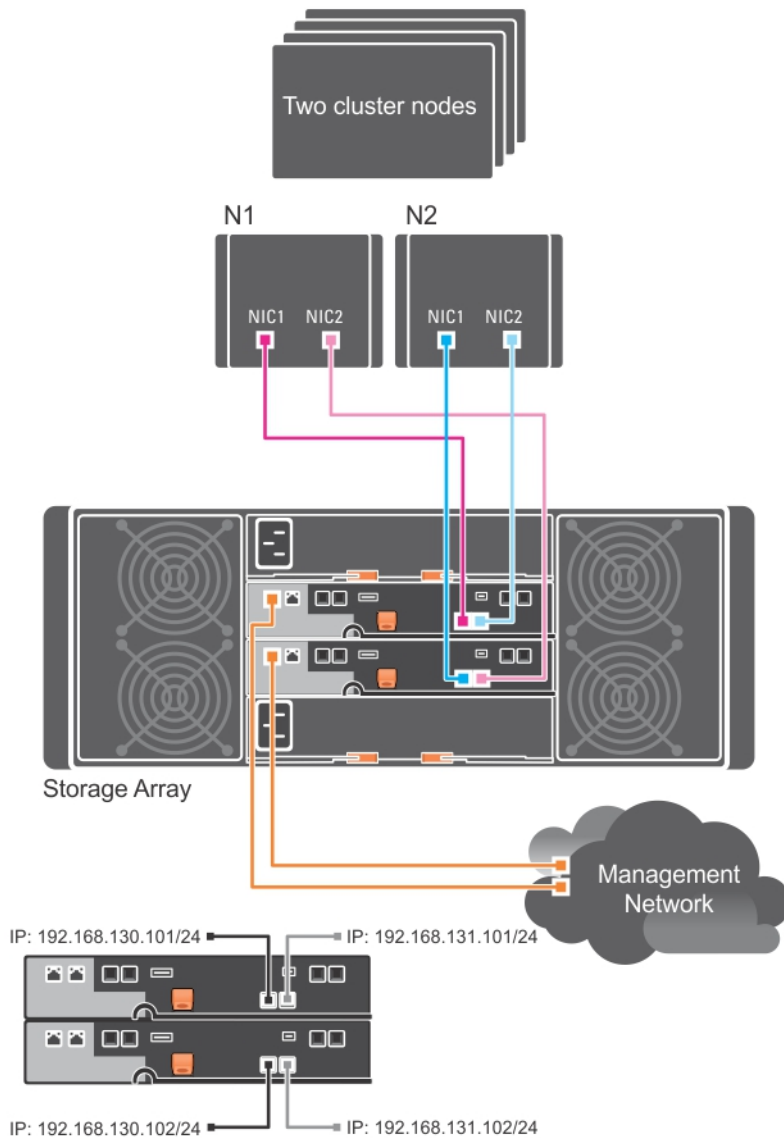 Two cluster nodes
N1
N2
NIC1
NIC2
NIC1
NIC2
Storage Array
Management
Network
IP: 192.168.130.101/24
IP: 192.168.131.101/24
IP: 192.168.130.102/24
IP: 192.168.131.102/24